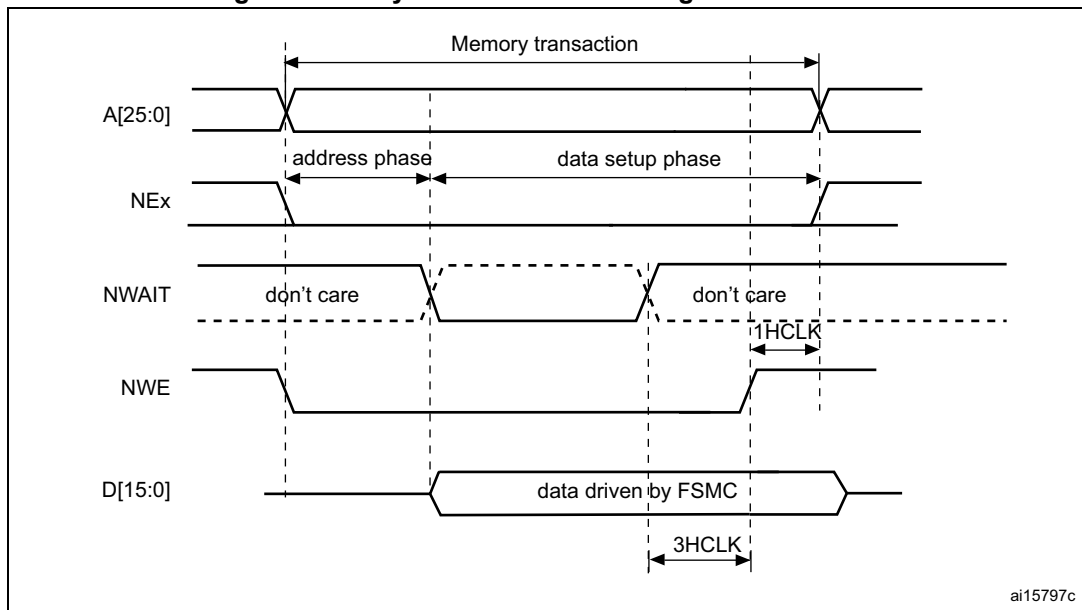 Memory transaction
A[25:0]
address phase
data setup phase
NEx
NWAIT
don't care
don't care
1HCLK
NWE
D[15:0]
data driven by FSMC
3HCLK
ai15797c